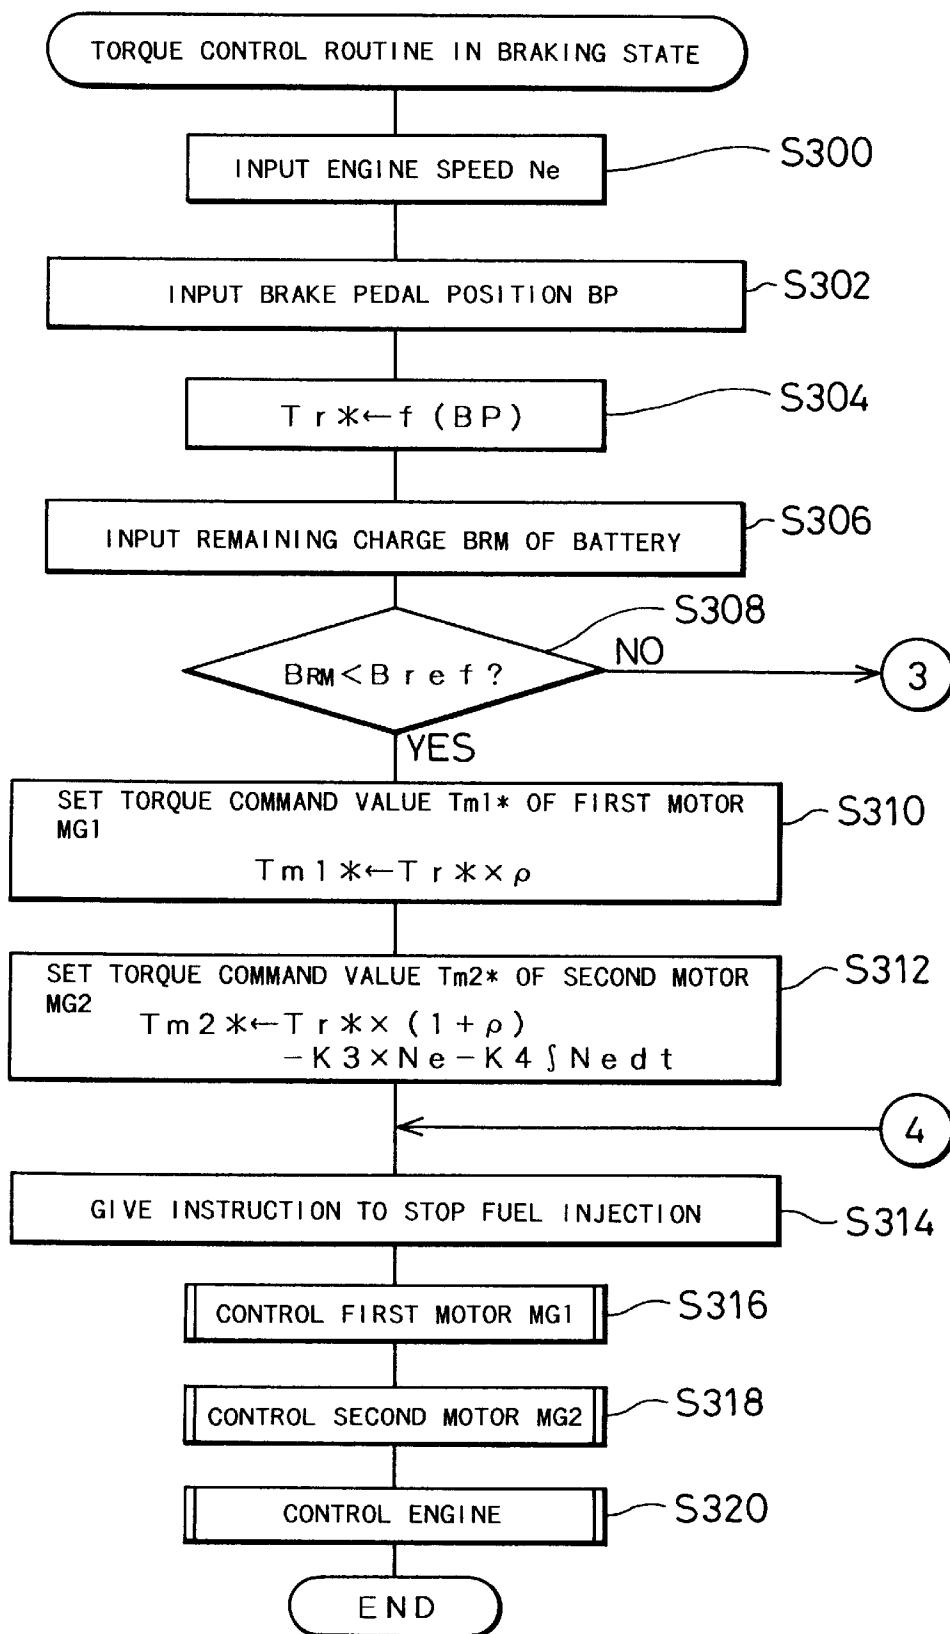 TORQUE CONTROL ROUTINE IN BRAKING STATE
INPUT ENGINE SPEED Ne
S300
INPUT BRAKE PEDAL POSITION BP
S302
Tr*←f (BP)
S304
INPUT REMAINING CHARGE BRM OF BATTERY
S306
S308
BRM<Bref?
NO
3
YES
SET TORQUE COMMAND VALUE Tm1* OF FIRST MOTOR
MG1
Tm1*←Tr*×ρ
S310
SET TORQUE COMMAND VALUE Tm2* OF SECOND MOTOR
MG2
Tm2*←Tr*× (1+ρ)
−K3×Ne−K4∫Nedt
S312
4
GIVE INSTRUCTION TO STOP FUEL INJECTION
S314
CONTROL FIRST MOTOR MG1
S316
CONTROL SECOND MOTOR MG2
S318
CONTROL ENGINE
S320
END